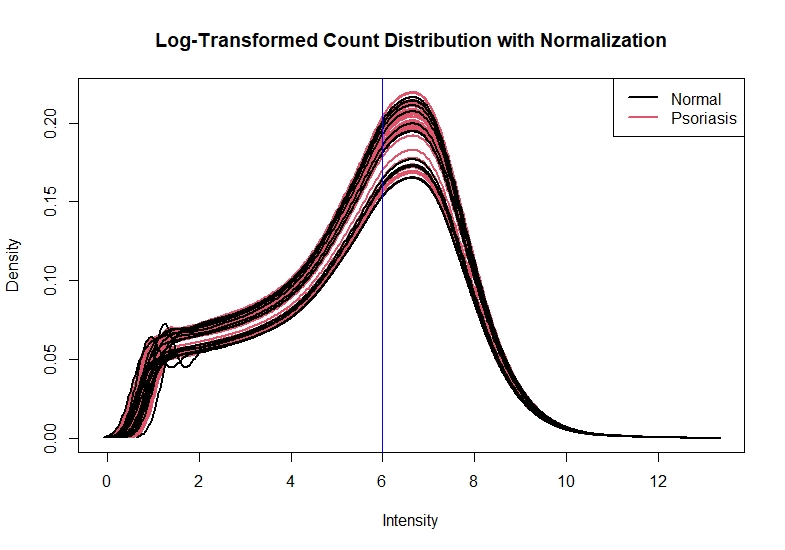 Log-Transformed Count Distribution with Normalization
Normal
Psoriasis
0.20
0.15
0.10
0.05
0.00
Density
0 2 4 6 8 10 12
Intensity